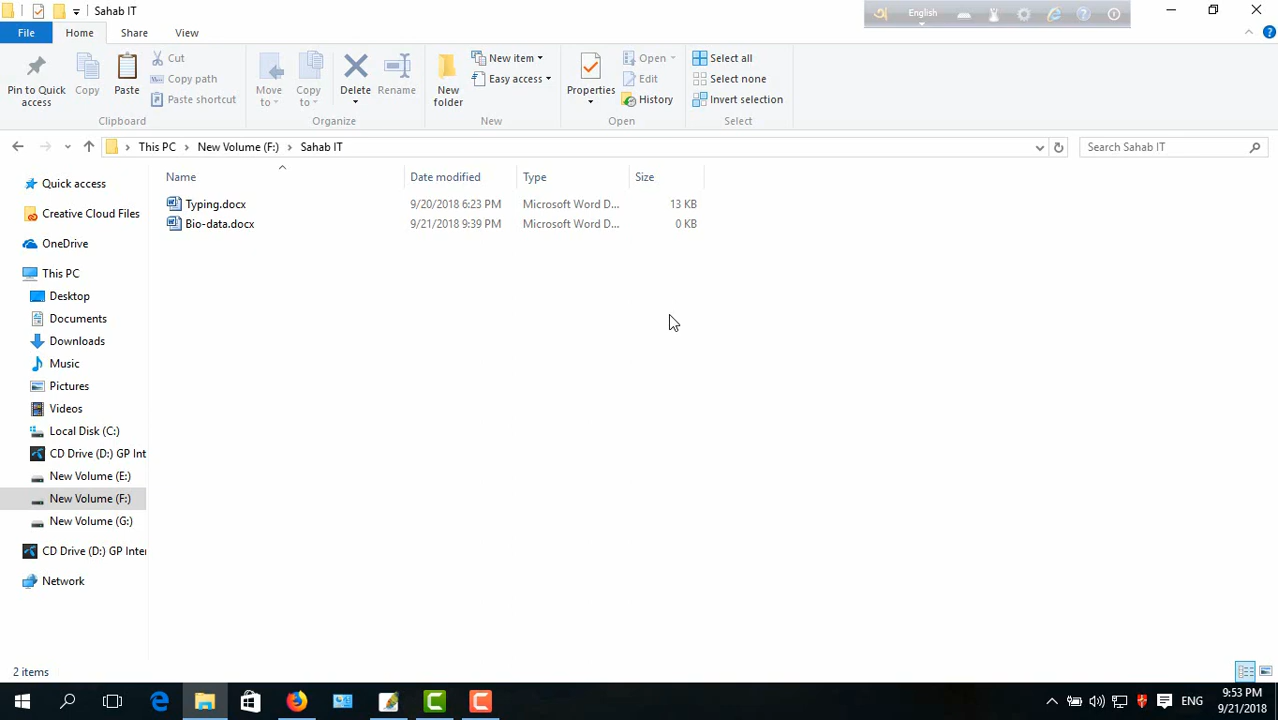 Sahab IT
অ English
File Home Share View
Pin to Quick access
Copy
Paste
Cut
Copy path
Paste shortcut
Clipboard
Move to
Copy to
Delete
Rename
Organize
New folder
New item
Easy access
New
Properties
Open
Edit
History
Open
Select all
Select none
Invert selection
Select
This PC New Volume (F:) Sahab IT
Search Sahab IT
Name Date modified Type Size
Typing.docx 9/20/2018 6:23 PM Microsoft Word D... 13 KB
Bio-data.docx 9/21/2018 9:39 PM Microsoft Word D... 0 KB
Quick access
Creative Cloud Files
OneDrive
This PC
Desktop
Documents
Downloads
Music
Pictures
Videos
Local Disk (C:)
CD Drive (D:) GP Int
New Volume (E:)
New Volume (F:)
New Volume (G:)
CD Drive (D:) GP Inter
Network
2 items
ENG
9:53 PM
9/21/2018